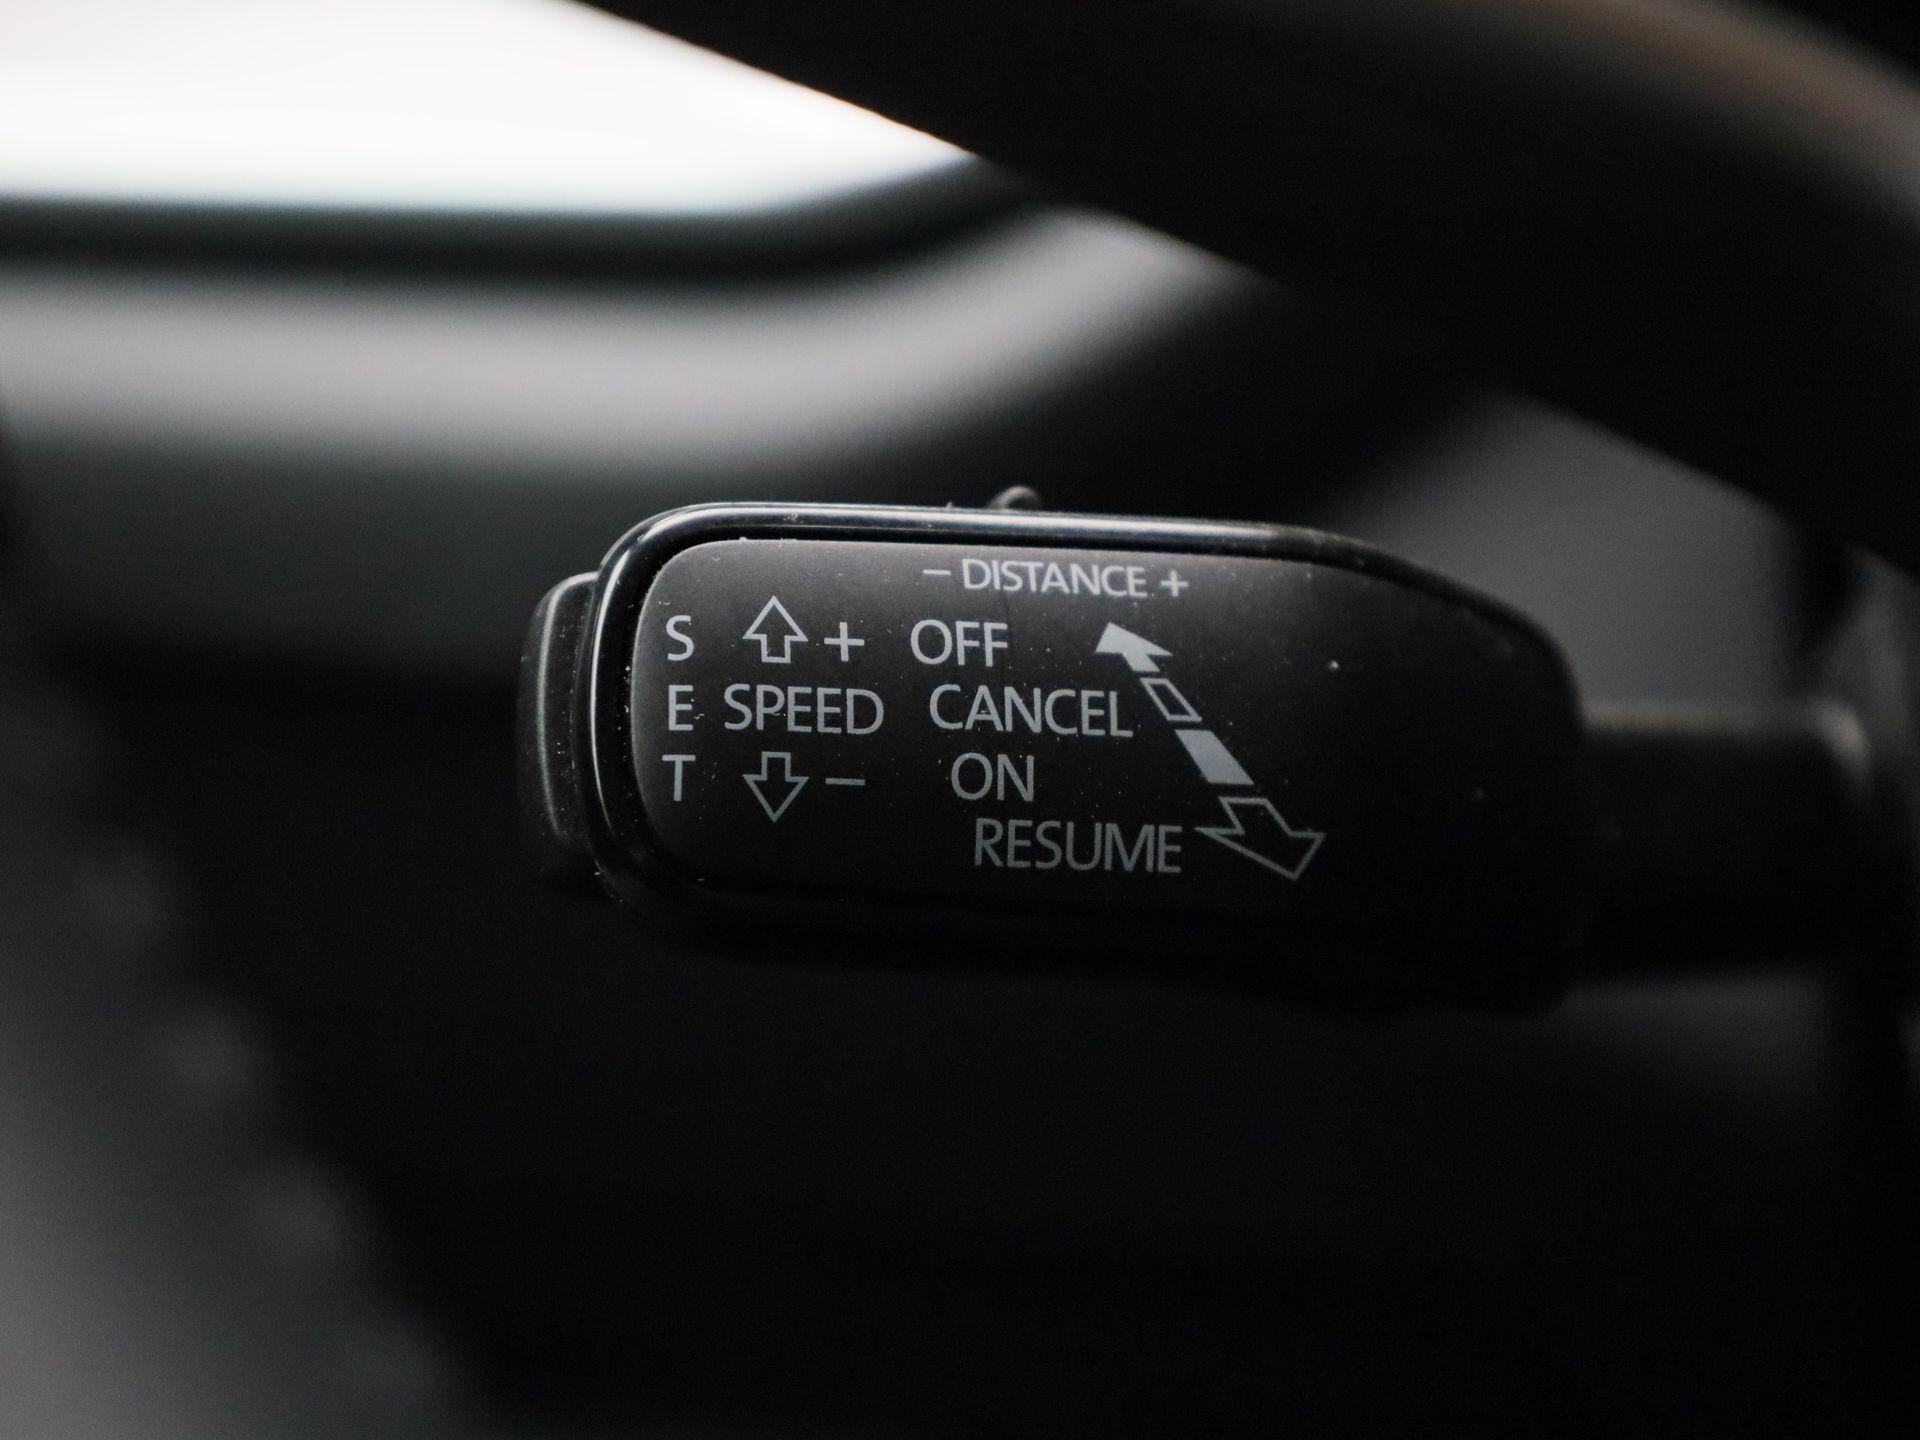 – DISTANCE +
S + OFF
E SPEED CANCEL
T – ON
RESUME